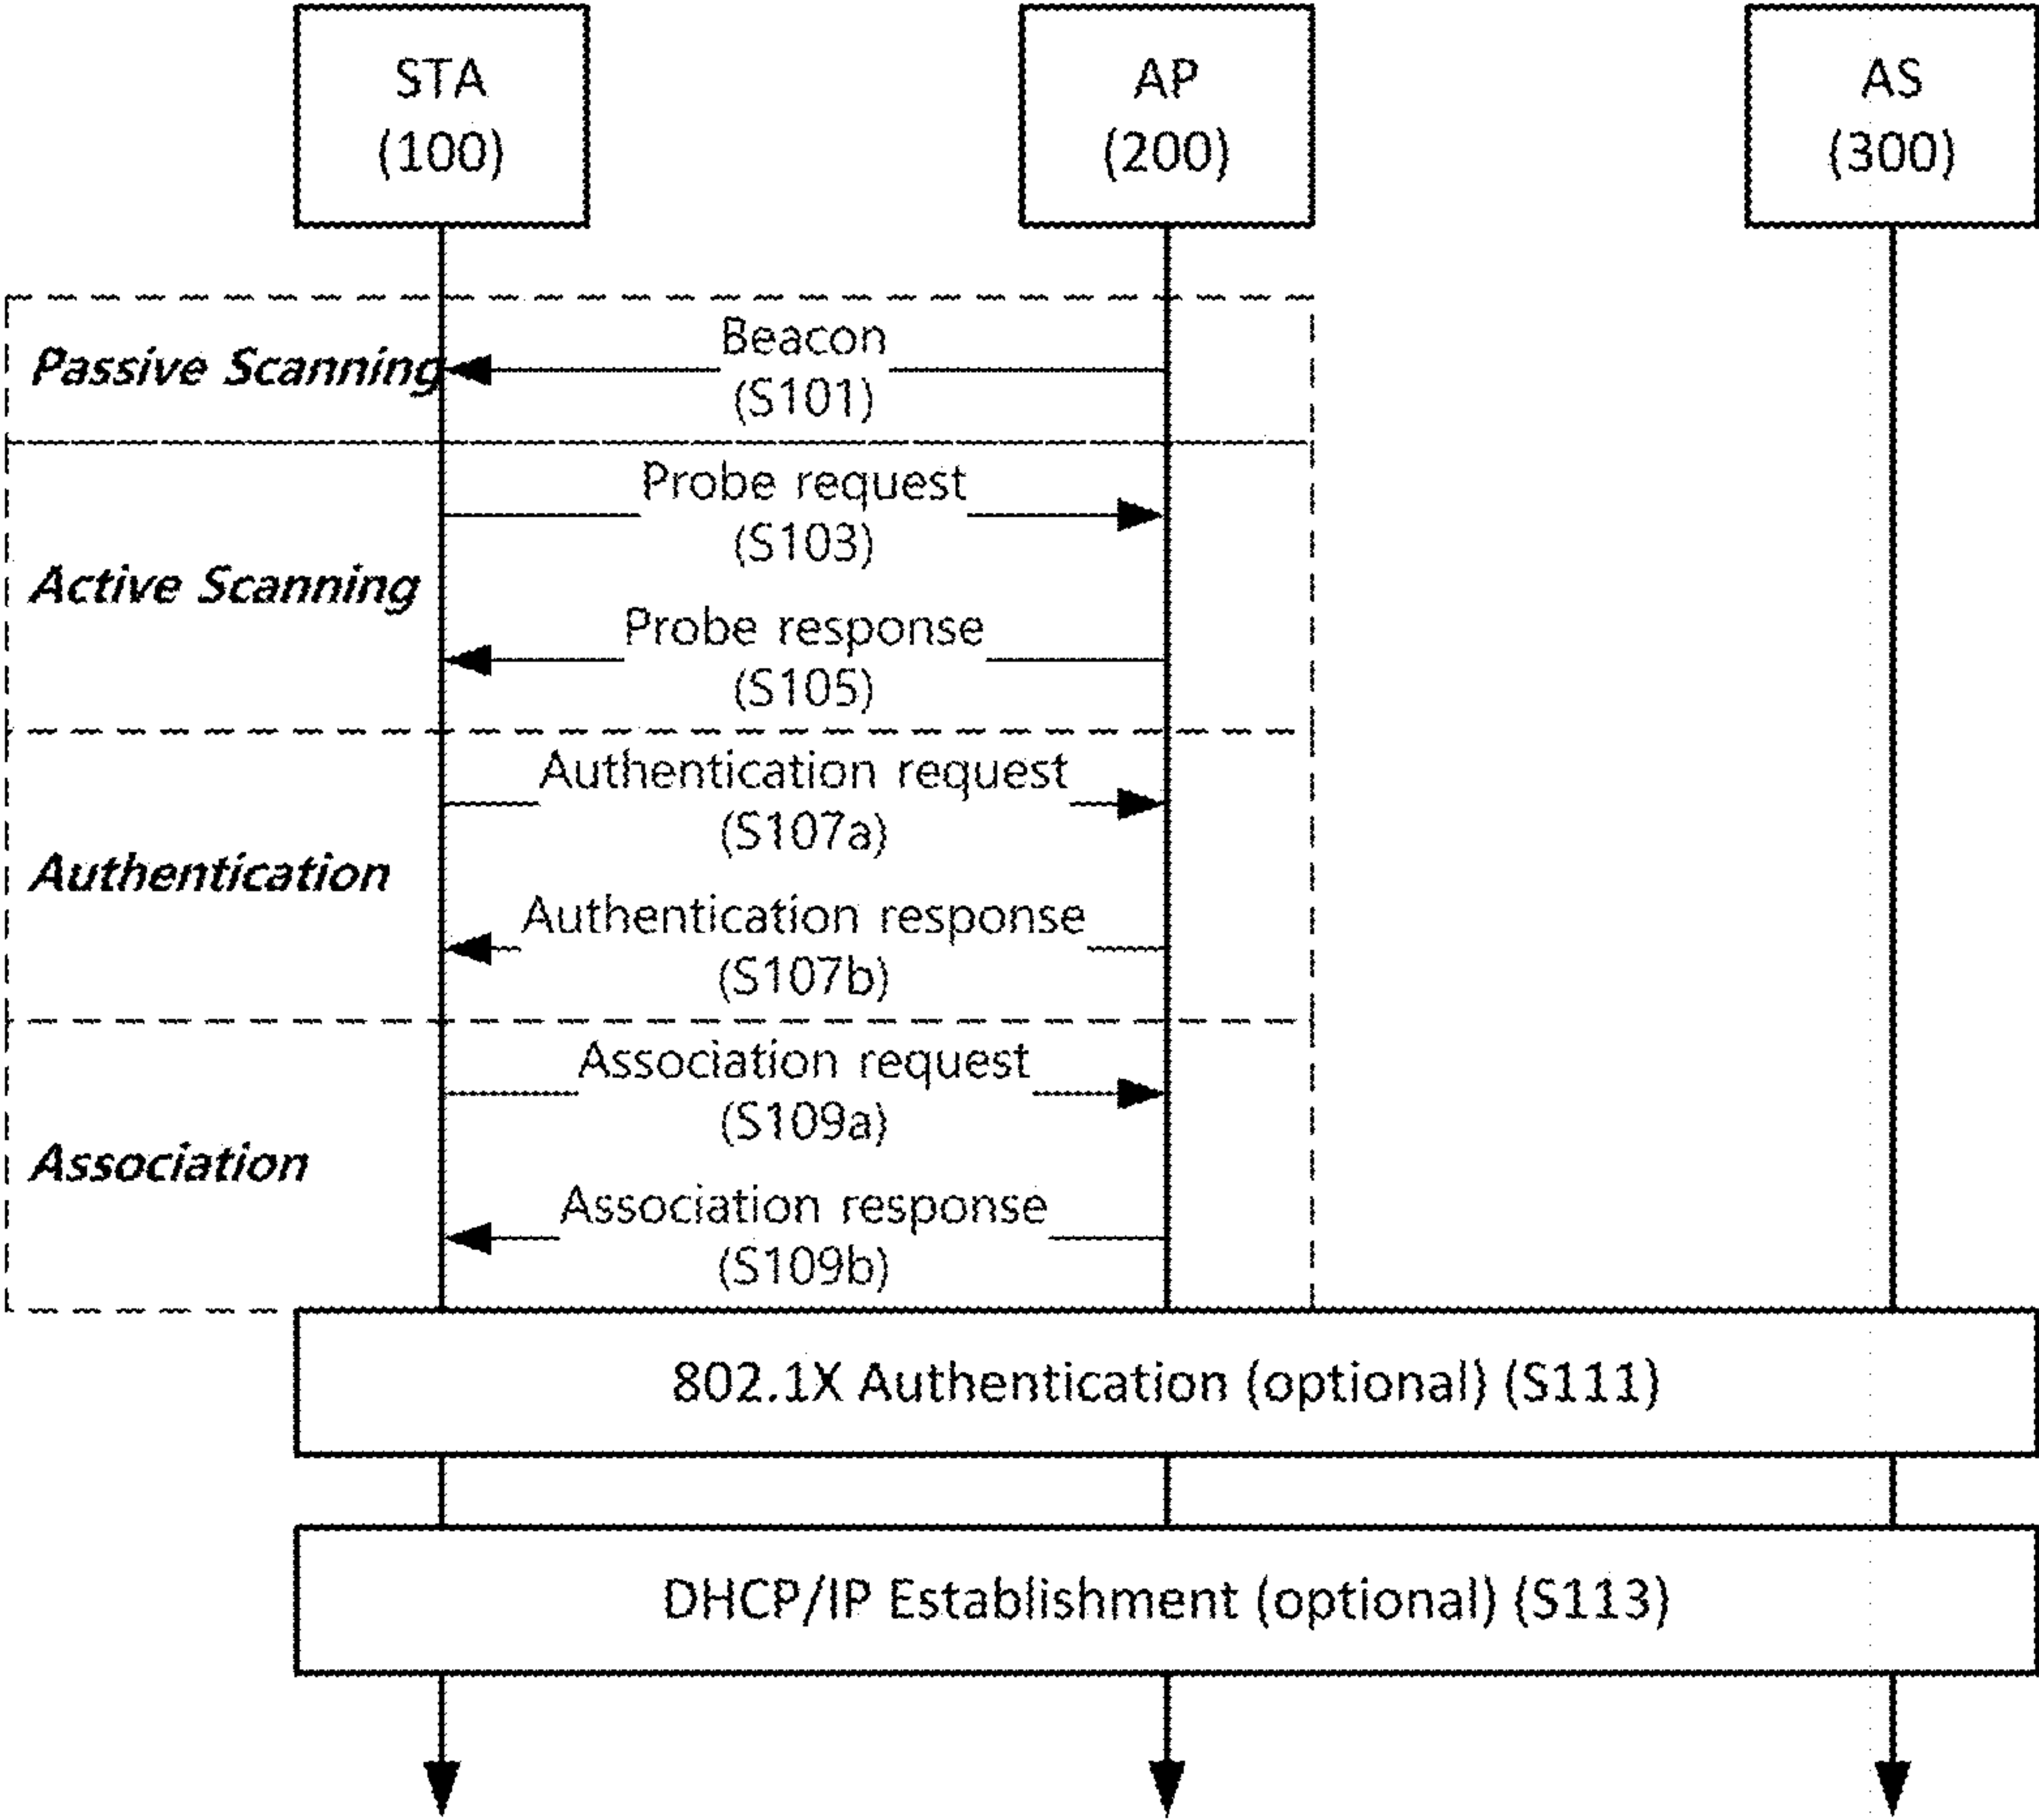 STA
(100)
AP
(200)
AS
(300)
Passive Scanning
Beacon
(S101)
Active Scanning
Probe request
(S103)
Probe response
(S105)
Authentication
Authentication request
(S107a)
Authentication response
(S107b)
Association
Association request
(S109a)
Association response
(S109b)
802.1X Authentication (optional) (S111)
DHCP/IP Establishment (optional) (S113)